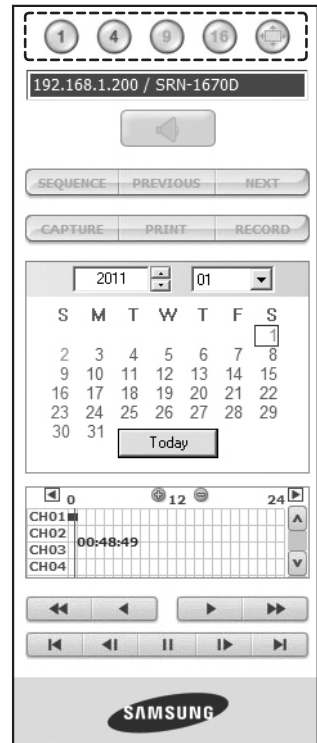 1 4 9 16
192.168.1.200 / SRN-1670D
SEQUENCE PREVIOUS NEXT
CAPTURE PRINT RECORD
2011 01
S M T W T F S
1
2 3 4 5 6 7 8
9 10 11 12 13 14 15
16 17 18 19 20 21 22
23 24 25 26 27 28 29
30 31 Today
0 12 24
CH01
CH02
00:48:49
CH03
CH04
SAMSUNG